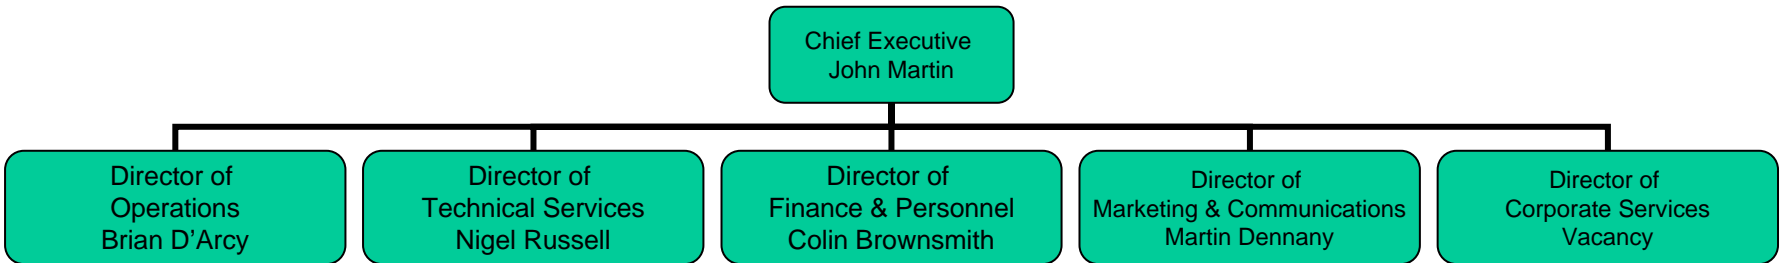 Chief Executive
John Martin
Director of
Operations
Brian D’Arcy
Director of
Technical Services
Nigel Russell
Director of
Finance & Personnel
Colin Brownsmith
Director of
Marketing & Communications
Martin Dennany
Director of
Corporate Services
Vacancy